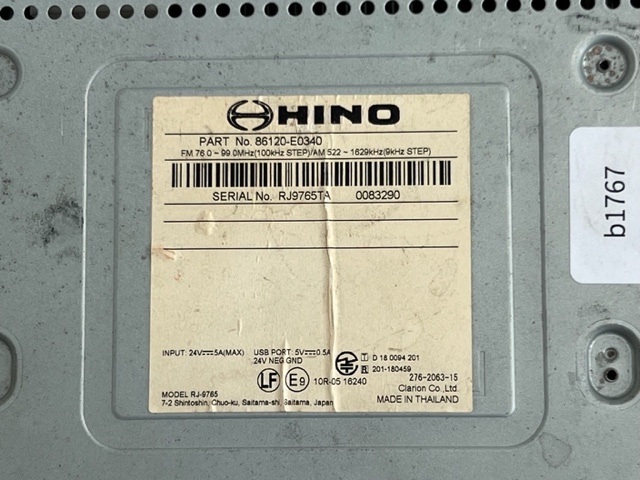 HINO
PART No. 86120-E0340
FM 76.0 ~ 99.0MHz(100kHz STEP)/AM 522 ~ 1629kHz(9kHz STEP)
SERIAL No. RJ9765TA 0083290
INPUT: 24V⎓5A(MAX) USB PORT: 5V⎓0.5A
24V NEG GND
T D 18 0094 201
R 201-180459
LF E9 10R-05 16240
276-2063-15
Clarion Co.,Ltd.
MODEL RJ-9765
7-2 Shintoshin, Chuo-ku, Saitama-shi, Saitama, Japan
MADE IN THAILAND
b1767